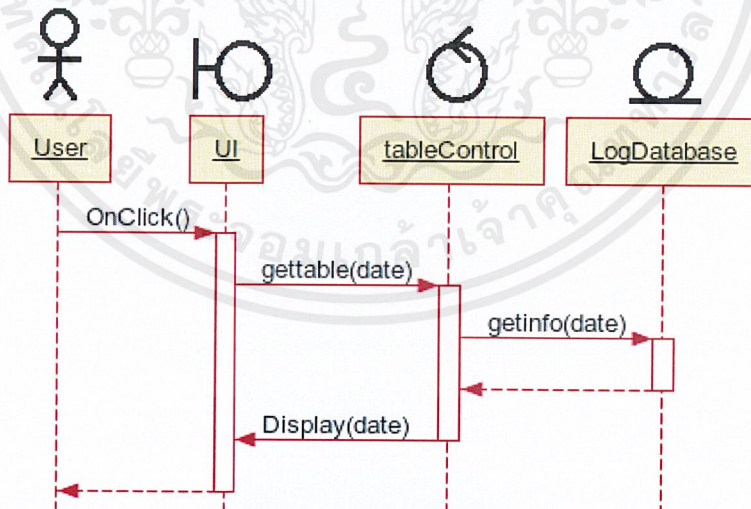 User
UI
tableControl
LogDatabase
OnClick()
gettable(date)
getinfo(date)
Display(date)